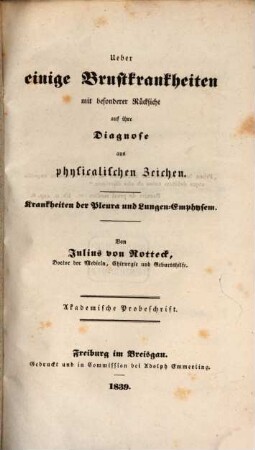 Ueber
einige Brustkrankheiten
mit besonderer Rücksicht
auf ihre
Diagnose
aus
physicalischen Zeichen.
Krankheiten der Pleura und Lungen-Emphysem.
Von
Julius von Rotteck,
Doctor der Medicin, Chirurgie und Geburtshilfe.
Akademische Probeschrift.
Freiburg im Breisgau.
Gedruckt und in Commission bei Adolph Emmerling.
1839.